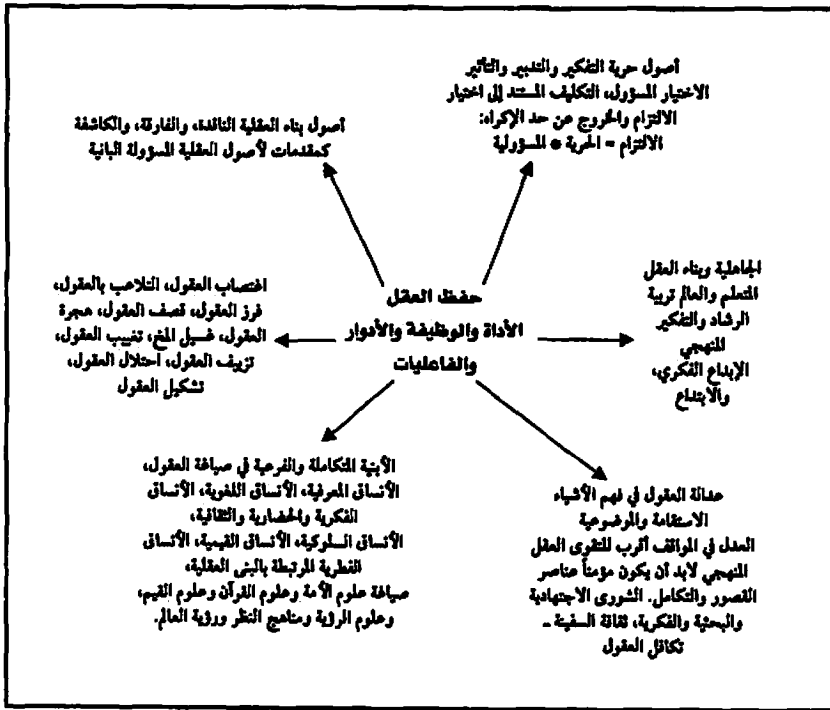 أصول حرية التفكير والتدبير والتأثير
الاختيار المسؤول، التكليف المستند إلى اختيار
الالتزام والخروج عن حد الإكراه:
الالتزام = الحرية * المسؤولية
أصول بناء العقلية الناقدة، والفارقة، والكاشفة
كمقدمات لأصول العقلية المسؤولة البانية
الجاهلية وبناء العقل
المتعلم والعالم تربية
الرشاد والتفكير
المنهجي
الإبداع الفكري،
والابتداع
حفظ العقل
الأداة والوظيفة والأدوار
والفاعليات
اغتصاب العقول، التلاعب بالعقول،
فرز العقول، قصف العقول، هجرة
العقول، غسيل المخ، تغييب العقول،
تزييف العقول، احتلال العقول،
تشكيل العقول
الأبنية المتكاملة والفرعية في صياغة العقول،
الأنساق المعرفية، الأنساق اللغوية، الأنساق
الفكرية والحضارية والثقافية،
الأنساق السلوكية، الأنساق القيمية، الأنساق
الفطرية المرتبطة بالبنى العقلية،
صياغة علوم الأمة وعلوم القرآن وعلوم القيم،
وعلوم الرؤية ومناهج النظر ورؤية العالم.
عدالة العقول في فهم الأشياء
الاستقامة والموضوعية
العدل في المواقف أقرب للتقوى العقل
المنهجي لابد أن يكون مؤمناً عناصر
القصور والتكامل. الشورى الاجتهادية
والبحثية والفكرية، ثقافة السفينة –
تكافل العقول